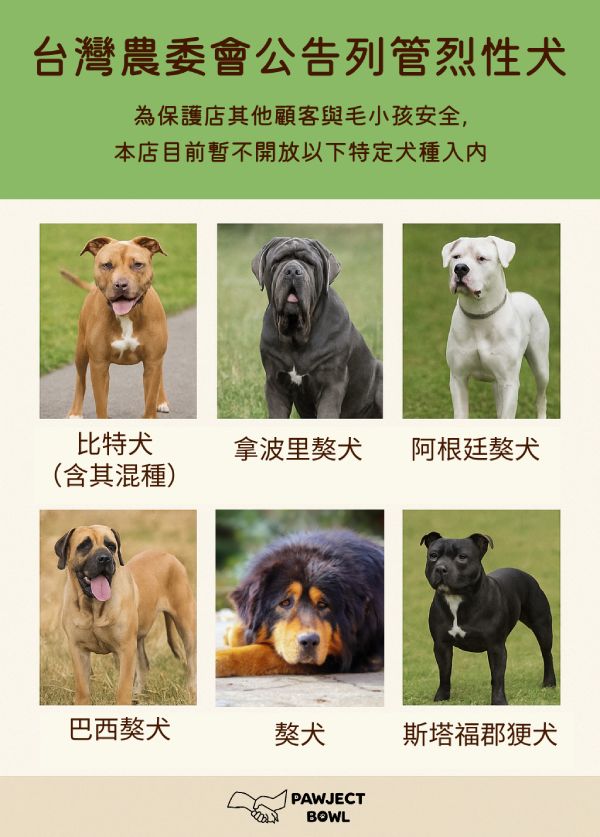 台灣農委會公告列管烈性犬
為保護店其他顧客與毛小孩安全,
本店目前暫不開放以下特定犬種入內
比特犬
（含其混種）
拿波里獒犬
阿根廷獒犬
巴西獒犬
獒犬
斯塔福郡㹴犬
PAWJECT
BOWL